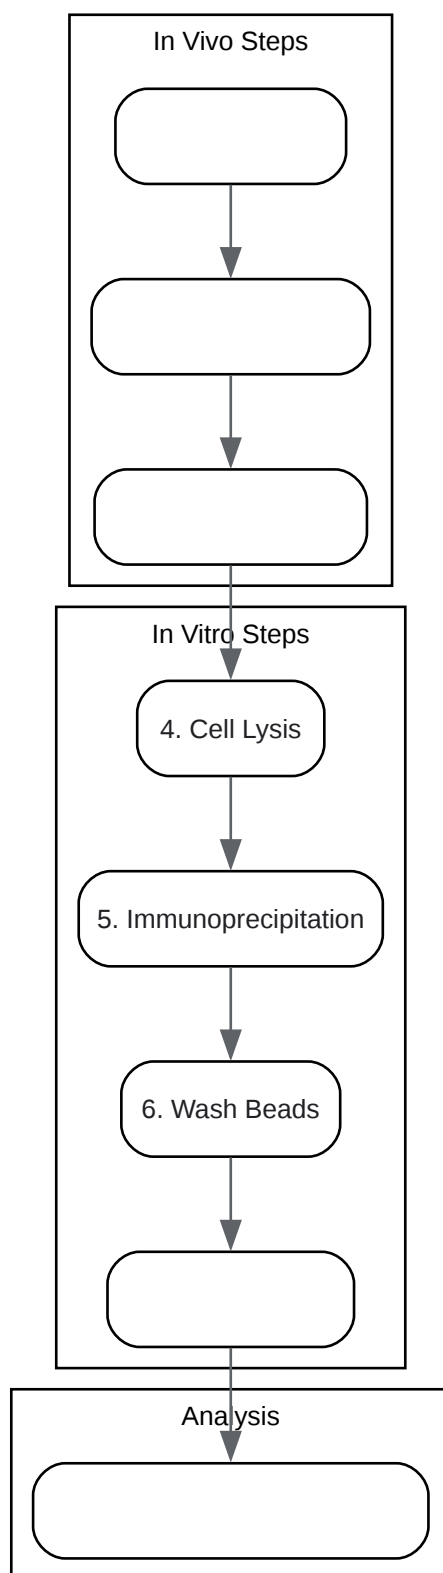 In Vivo Steps
In Vitro Steps
4. Cell Lysis
5. Immunoprecipitation
6. Wash Beads
Analysis